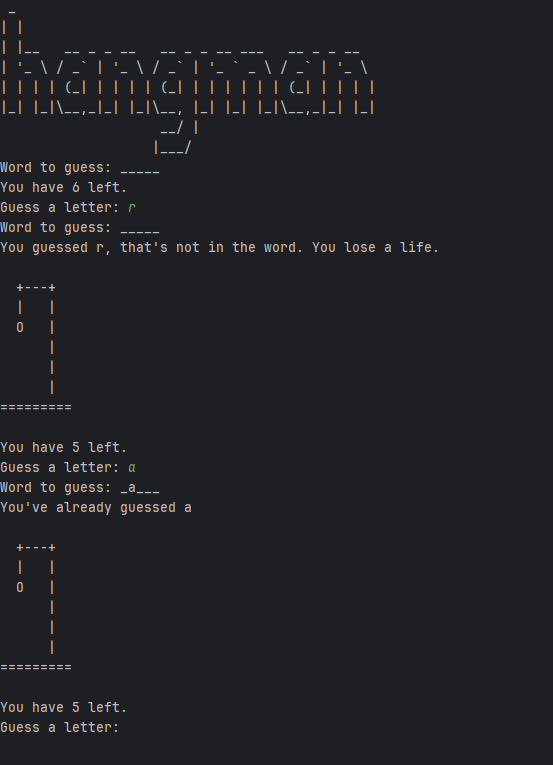 _
| |
| |__   __ _ _ __   __ _ _ __ ___   __ _ _ __
| '_ \ / _` | '_ \ / _` | '_ ` _ \ / _` | '_ \
| | | | (_| | | | | (_| | | | | | | (_| | | | |
|_| |_|\__,_|_| |_|\__, |_| |_| |_|\__,_|_| |_|
                    __/ |
                   |___/
Word to guess: _____
You have 6 left.
Guess a letter: r
Word to guess: _____
You guessed r, that's not in the word. You lose a life.

  +---+
  |   |
  O   |
      |
      |
      |
=========

You have 5 left.
Guess a letter: a
Word to guess: _a___
You've already guessed a

  +---+
  |   |
  O   |
      |
      |
      |
=========

You have 5 left.
Guess a letter: